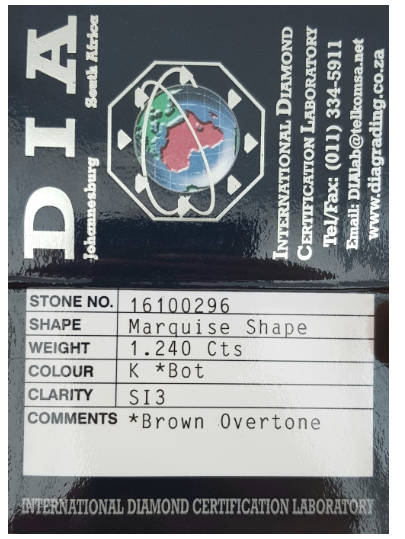 DIA
Johannesburg South Africa
INTERNATIONAL DIAMOND
CERTIFICATION LABORATORY
Tel/Fax: (011) 334-5911
Email: DIAlab@telkomsa.net
www.diagrading.co.za
STONE NO. 16100296
SHAPE Marquise Shape
WEIGHT 1.240 Cts
COLOUR K *Bot
CLARITY SI3
COMMENTS *Brown Overtone
INTERNATIONAL DIAMOND CERTIFICATION LABORATORY